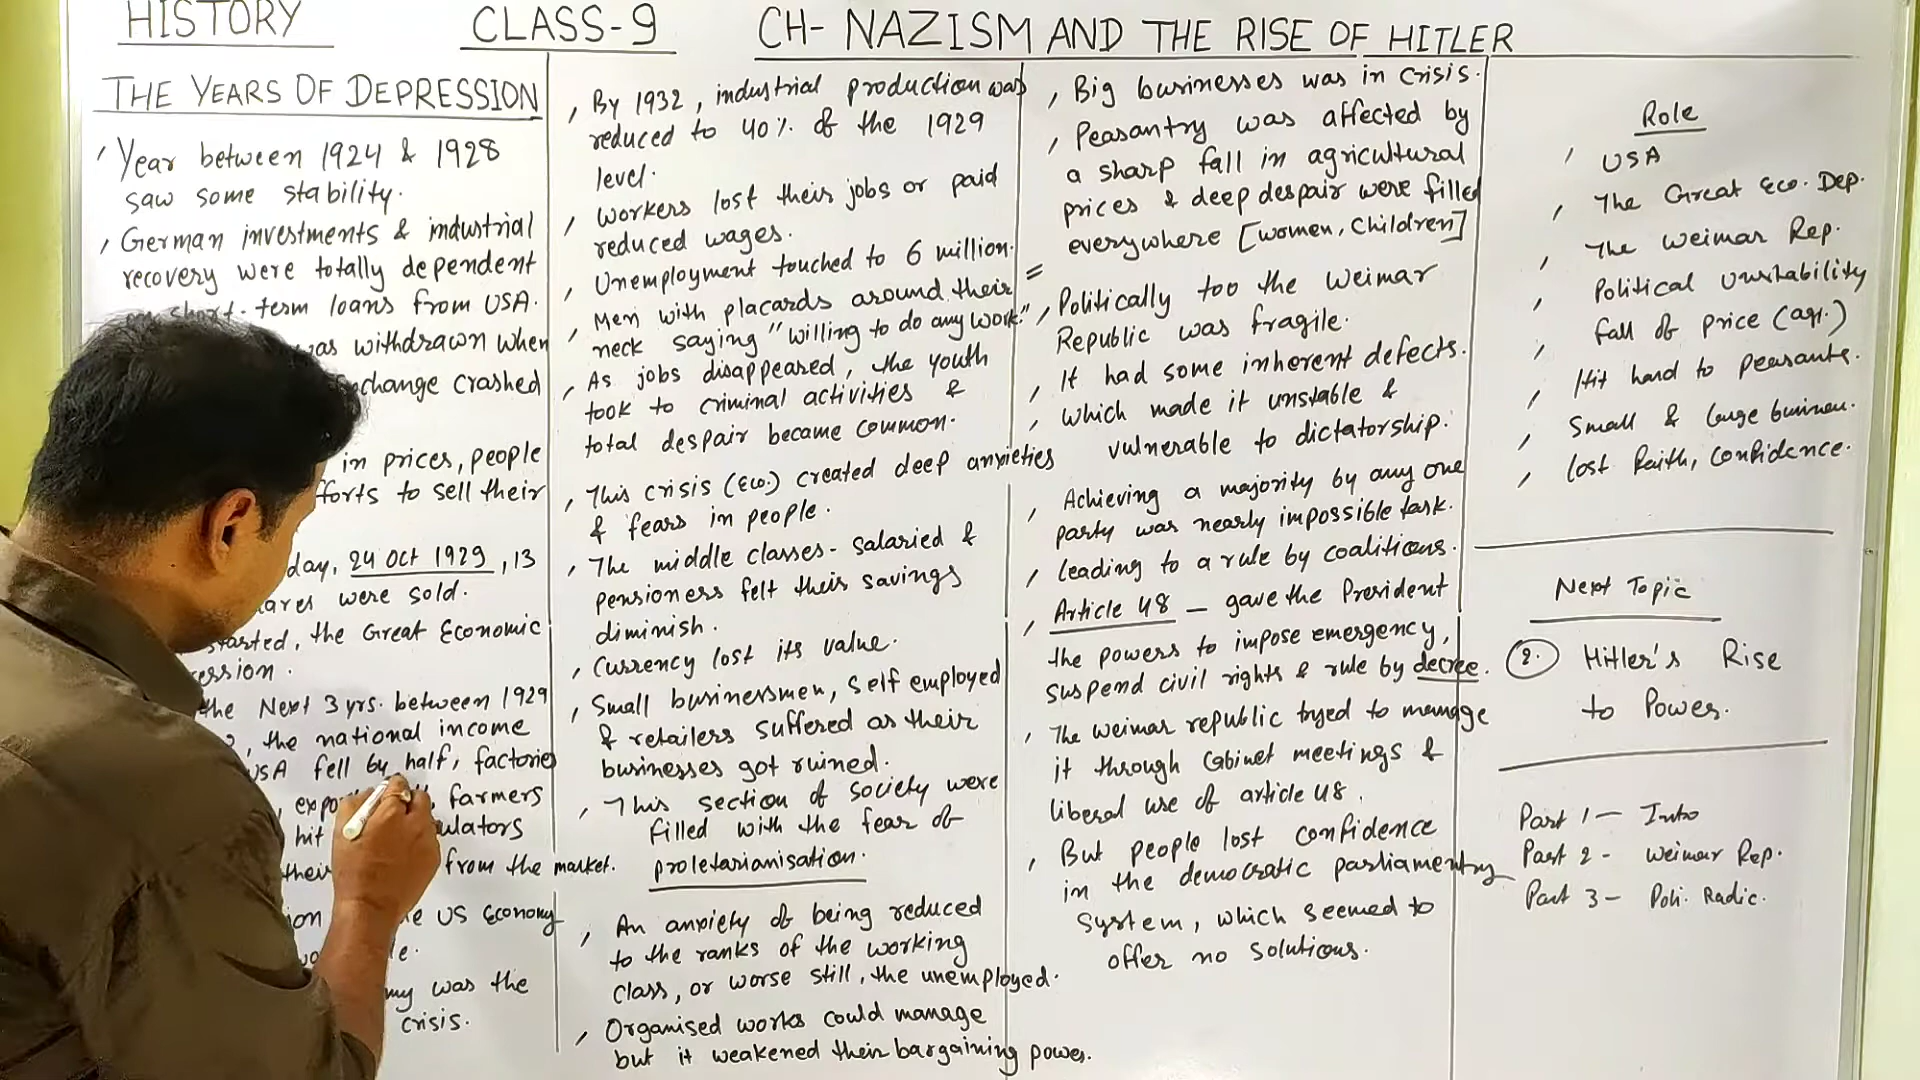 HISTORY CLASS-9 CH- NAZISM AND THE RISE OF HITLER
THE YEARS OF DEPRESSION
Year between 1924 & 1928
saw some stability.
German investments & industrial
recovery were totally dependent
short-term loans from USA.
was withdrawn when
change crashed
in prices, people
forts to sell their
day, 24 Oct 1929, 13
ares were sold.
started, the Great Economic
ession.
the Next 3 yrs. between 1929
, the national income
USA fell by half, factories
expo farmers
hit ulators
their from the market.
ion e US Economy
e.
my was the
crisis.
By 1932, industrial production was
reduced to 40% of the 1929
level.
Workers lost their jobs or paid
reduced wages.
Unemployment touched to 6 million.
Men with placards around their
neck saying "willing to do any work."
As jobs disappeared, the youth
took to criminal activities &
total despair became common.
This crisis (Eco.) created deep anxieties
& fears in people.
The middle classes- salaried &
pensioners felt their savings
diminish.
Currency lost its value.
Small businessmen, self employed
& retailers suffered as their
businesses got ruined.
This section of society were
filled with the fear of
proletarianisation.
An anxiety of being reduced
to the ranks of the working
class, or worse still, the unemployed.
Organised works could manage
but it weakened their bargaining power.
Big businesses was in crisis.
Peasantry was affected by
a sharp fall in agricultural
prices & deep despair were filled
everywhere [women, Children]
=
Politically too the Weimar
Republic was fragile.
It had some inherent defects.
which made it unstable &
vulnerable to dictatorship.
Achieving a majority by any one
party was nearly impossible task.
leading to a rule by coalitions.
Article 48 — gave the President
the powers to impose emergency,
suspend civil rights & rule by decree.
The Weimar republic tryed to manage
it through Cabinet meetings &
liberal use of article 48.
But people lost confidence
in the democratic parliamentry
system, which seemed to
offer no solutions.
Role
USA
The Great Eco. Dep.
The Weimar Rep.
Political Unstability
fall of price (agr.)
Hit hard to peasants.
Small & large busines.
lost faith, confidence.
Next Topic
2. Hitler's Rise
to Power.
Part 1 — Into
Part 2 - Weimar Rep.
Part 3 — Poli. Radic.